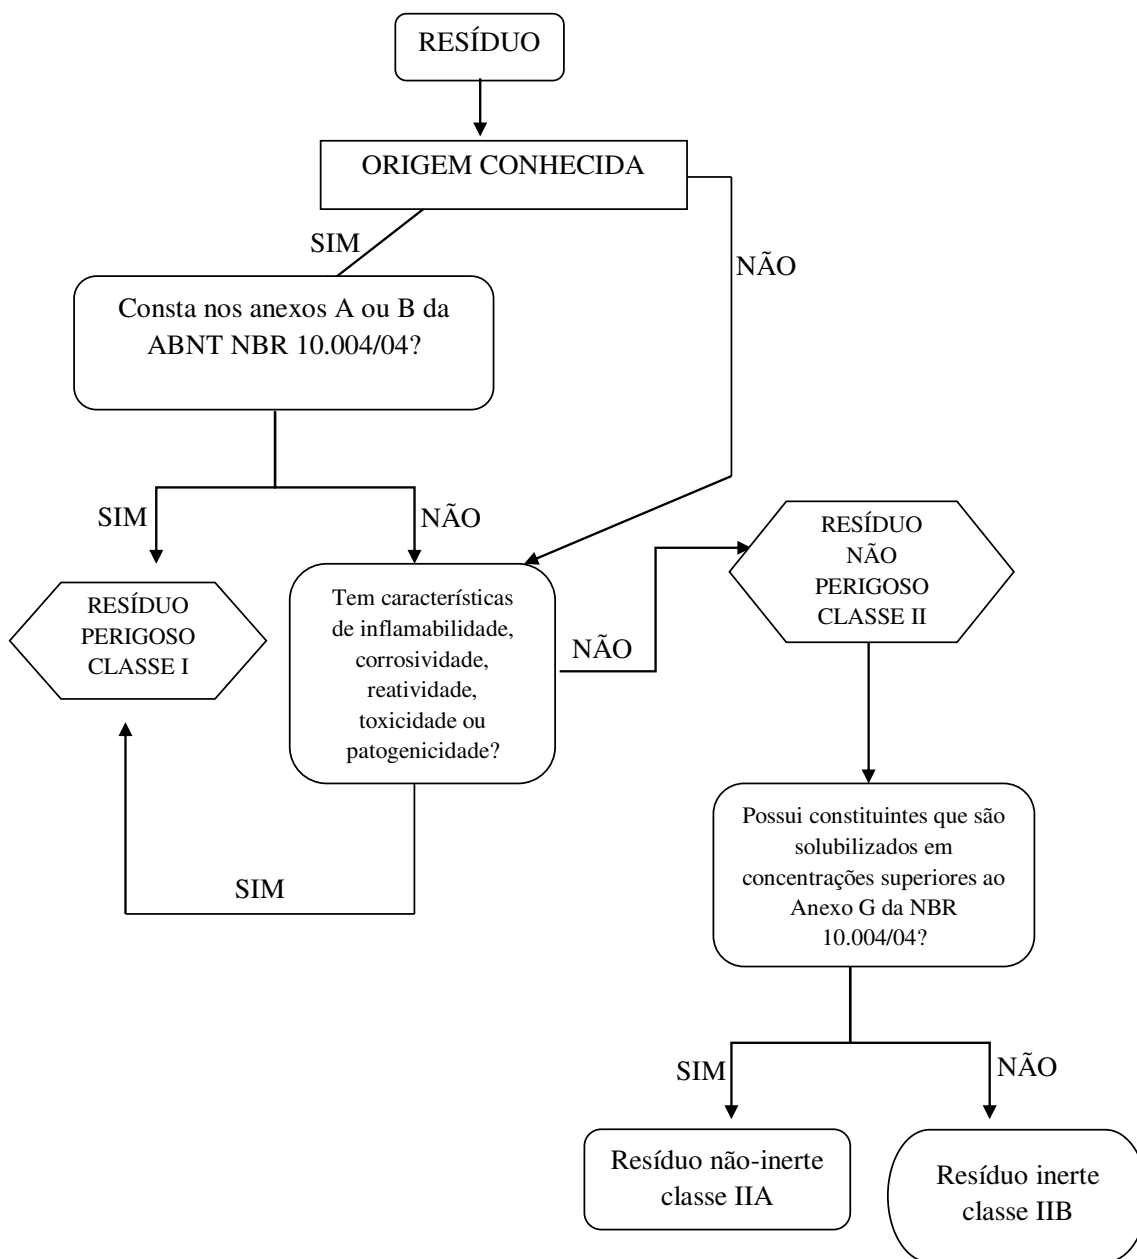 RESÍDUO
ORIGEM CONHECIDA
SIM
NÃO
Consta nos anexos A ou B da
ABNT NBR 10.004/04?
SIM
NÃO
RESÍDUO
PERIGOSO
CLASSE I
Tem características
de inflamabilidade,
corrosividade,
reatividade,
toxicidade ou
patogenicidade?
NÃO
RESÍDUO
NÃO
PERIGOSO
CLASSE II
SIM
Possui constituintes que são
solubilizados em
concentrações superiores ao
Anexo G da NBR
10.004/04?
SIM
NÃO
Resíduo não-inerte
classe IIA
Resíduo inerte
classe IIB